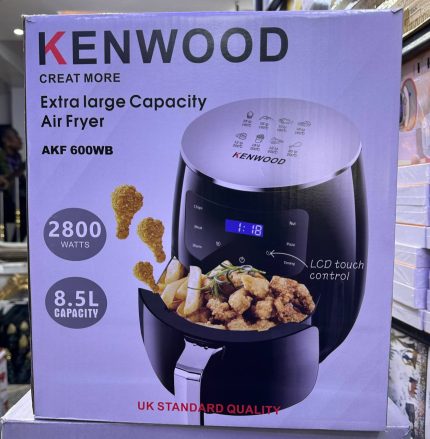 KENWOOD
CREAT MORE
Extra large Capacity
Air Fryer
AKF 600WB
KENWOOD
2800
WATTS
1:18
LCD touch
control
8.5L
CAPACITY
UK STANDARD QUALITY